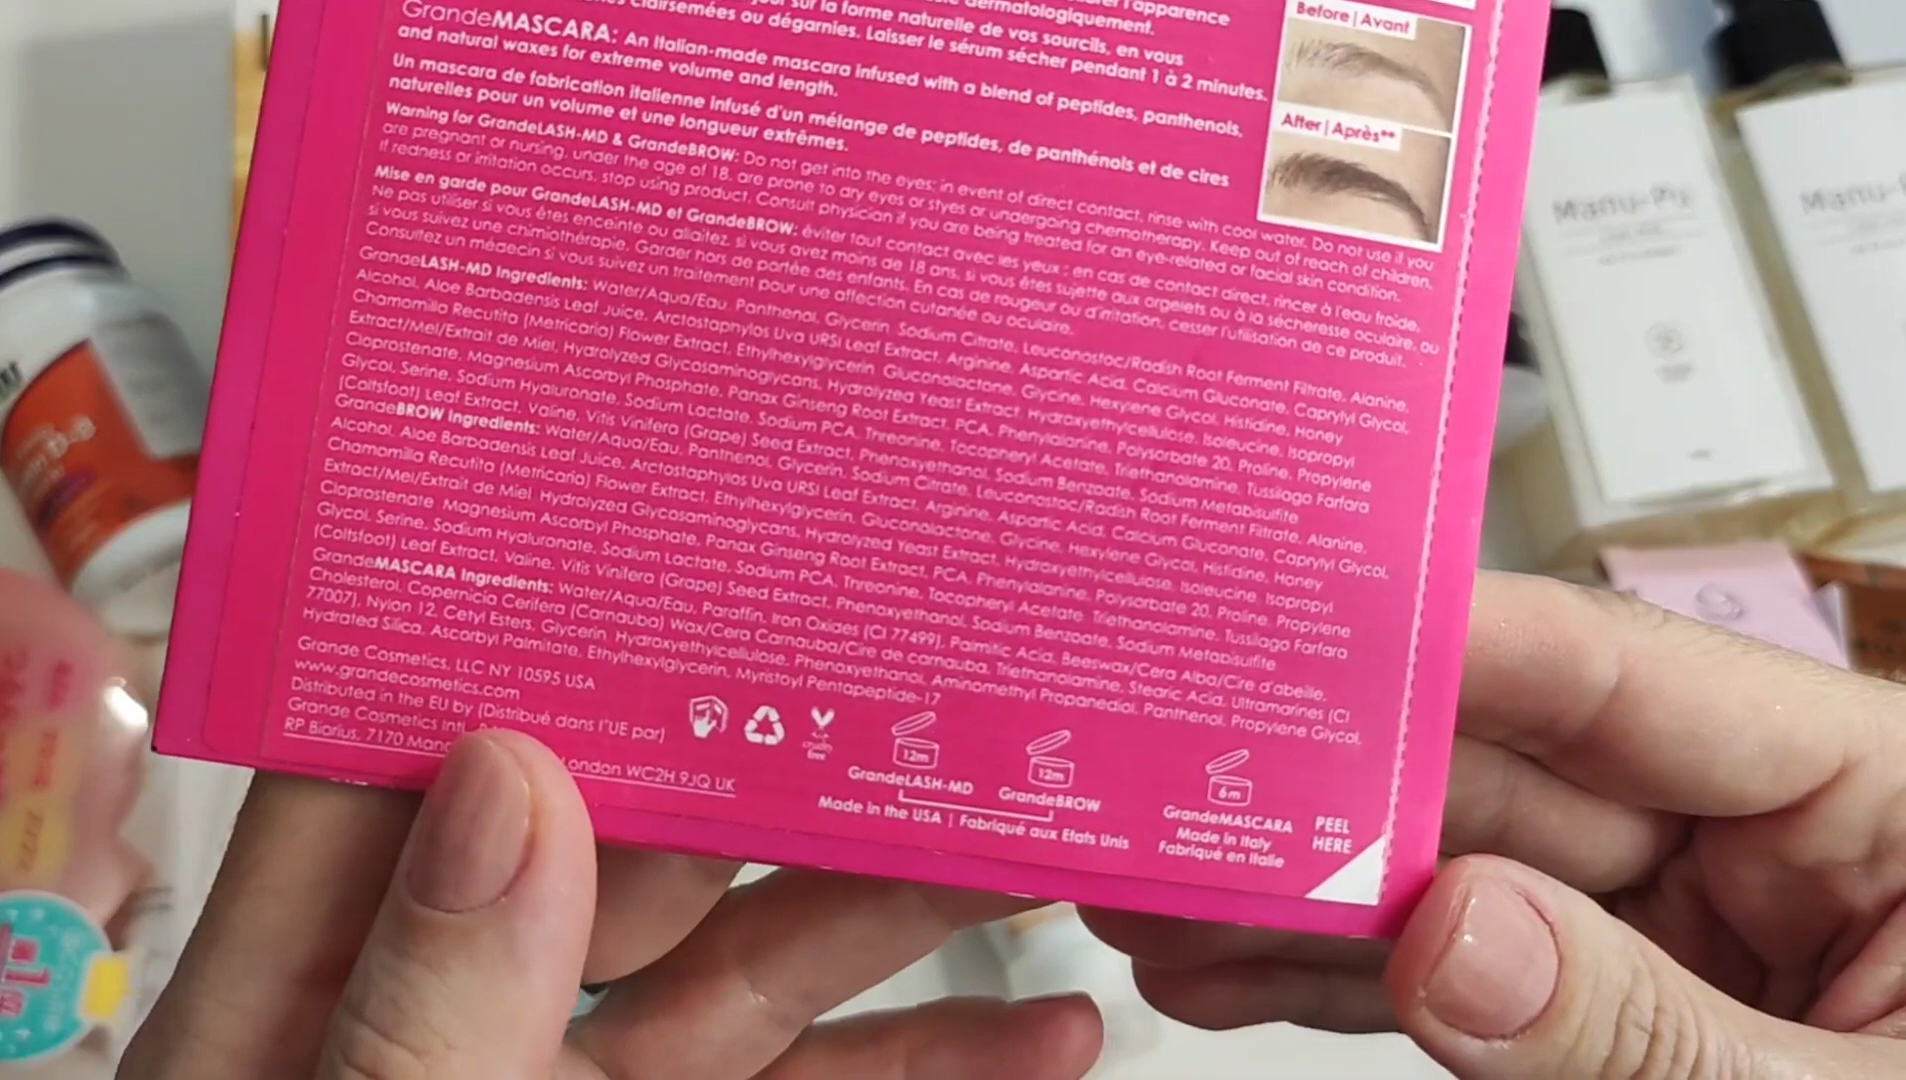 r l'apparence
dermatologiquement.
sur la forme naturelle de vos sourcils, en vous
clairsemées ou dégarnies. Laisser le sérum sécher pendant 1 à 2 minutes.
GrandeMASCARA: An Italian-made mascara infused with a blend of peptides, panthenols,
and natural waxes for extreme volume and length.
Un mascara de fabrication italienne infusé d'un mélange de peptides, de panthénols et de cires
naturelles pour un volume et une longueur extrêmes.
Warning for GrandeLASH-MD & GrandeBROW: Do not get into the eyes; in event of direct contact, rinse with cool water. Do not use if you
are pregnant or nursing, under the age of 18, are prone to dry eyes or styes or undergoing chemotherapy. Keep out of reach of children.
If redness or irritation occurs, stop using product. Consult physician if you are being treated for an eye-related or facial skin condition.
Mise en garde pour GrandeLASH-MD et GrandeBROW: éviter tout contact avec les yeux ; en cas de contact direct, rincer à l'eau froide.
Ne pas utiliser si vous êtes enceinte ou allaitez, si vous avez moins de 18 ans, si vous êtes sujette aux orgelets ou à la sécheresse oculaire, ou
si vous suivez une chimiothérapie. Garder hors de portée des enfants. En cas de rougeur ou d'irritation, cesser l'utilisation de ce produit.
Consultez un médecin si vous suivez un traitement pour une affection cutanée ou oculaire.
GrandeLASH-MD Ingredients: Water/Aqua/Eau, Panthenol, Glycerin, Sodium Citrate, Leuconostoc/Radish Root Ferment Filtrate, Alanine,
Alcohol, Aloe Barbadensis Leaf Juice, Arctostaphylos Uva URSI Leaf Extract, Arginine, Aspartic Acid, Calcium Gluconate, Caprylyl Glycol,
Chamomilla Recutita (Metricaria) Flower Extract, Ethylhexylglycerin, Gluconolactone, Glycine, Hexylene Glycol, Histidine, Honey
Extract/Mel/Extrait de Miel, Hydrolyzed Glycosaminoglycans, Hydrolyzed Yeast Extract, Hydroxyethylcellulose, Isoleucine, Isopropyl
Cloprostenate, Magnesium Ascorbyl Phosphate, Panax Ginseng Root Extract, PCA, Phenylalanine, Polysorbate 20, Proline, Propylene
Glycol, Serine, Sodium Hyaluronate, Sodium Lactate, Sodium PCA, Threonine, Tocopheryl Acetate, Triethanolamine, Tussilago Farfara
(Coltsfoot) Leaf Extract, Valine, Vitis Vinifera (Grape) Seed Extract, Phenoxyethanol, Sodium Benzoate, Sodium Metabisulfite
GrandeBROW Ingredients: Water/Aqua/Eau, Panthenol, Glycerin, Sodium Citrate, Leuconostoc/Radish Root Ferment Filtrate, Alanine,
Alcohol, Aloe Barbadensis Leaf Juice, Arctostaphylos Uva URSI Leaf Extract, Arginine, Aspartic Acid, Calcium Gluconate, Caprylyl Glycol,
Chamomilla Recutita (Metricaria) Flower Extract, Ethylhexylglycerin, Gluconolactone, Glycine, Hexylene Glycol, Histidine, Honey
Extract/Mel/Extrait de Miel Hydrolyzed Glycosaminoglycans, Hydrolyzed Yeast Extract, Hydroxyethylcellulose, Isoleucine, Isopropyl
Cloprostenate Magnesium Ascorbyl Phosphate, Panax Ginseng Root Extract, PCA, Phenylalanine, Polysorbate 20, Proline, Propylene
Glycol, Serine, Sodium Hyaluronate, Sodium Lactate, Sodium PCA, Threonine, Tocopheryl Acetate, Triethanolamine, Tussilago Farfara
(Coltsfoot) Leaf Extract, Valine, Vitis Vinifera (Grape) Seed Extract, Phenoxyethanol, Sodium Benzoate, Sodium Metabisulfite
GrandeMASCARA Ingredients: Water/Aqua/Eau, Paraffin, Iron Oxides (CI 77499), Palmitic Acid, Beeswax/Cera Alba/Cire d'abeille,
Cholesterol, Copernicia Cerifera (Carnauba) Wax/Cera Carnauba/Cire de carnauba, Triethanolamine, Stearic Acid, Ultramarines (CI
77007), Nylon 12, Cetyl Esters, Glycerin, Hydroxyethylcellulose, Phenoxyethanol, Aminomethyl Propanediol, Panthenol, Propylene Glycol,
Hydrated Silica, Ascorbyl Palmitate, Ethylhexylglycerin, Myristoyl Pentapeptide-17
Grande Cosmetics, LLC NY 10595 USA
www.grandecosmetics.com
Distributed in the EU by (Distribué dans l'UE par)
Grande Cosmetics Intl
London WC2H 9JQ UK
RP Biorius, 7170
Before | Avant
After | Après**
cruelty
free
12m
GrandeLASH-MD
12m
GrandeBROW
Made in the USA | Fabriqué aux Etats Unis
6m
GrandeMASCARA
Made in Italy
Fabriqué en Italie
PEEL
HERE